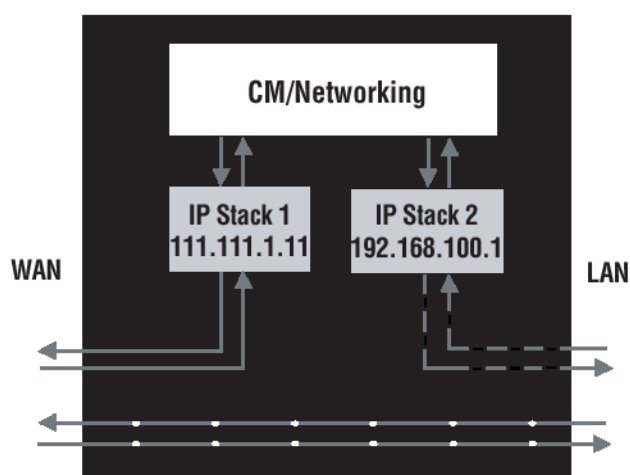 CM/Networking
IP Stack 1
111.111.1.11
IP Stack 2
192.168.100.1
WAN
LAN